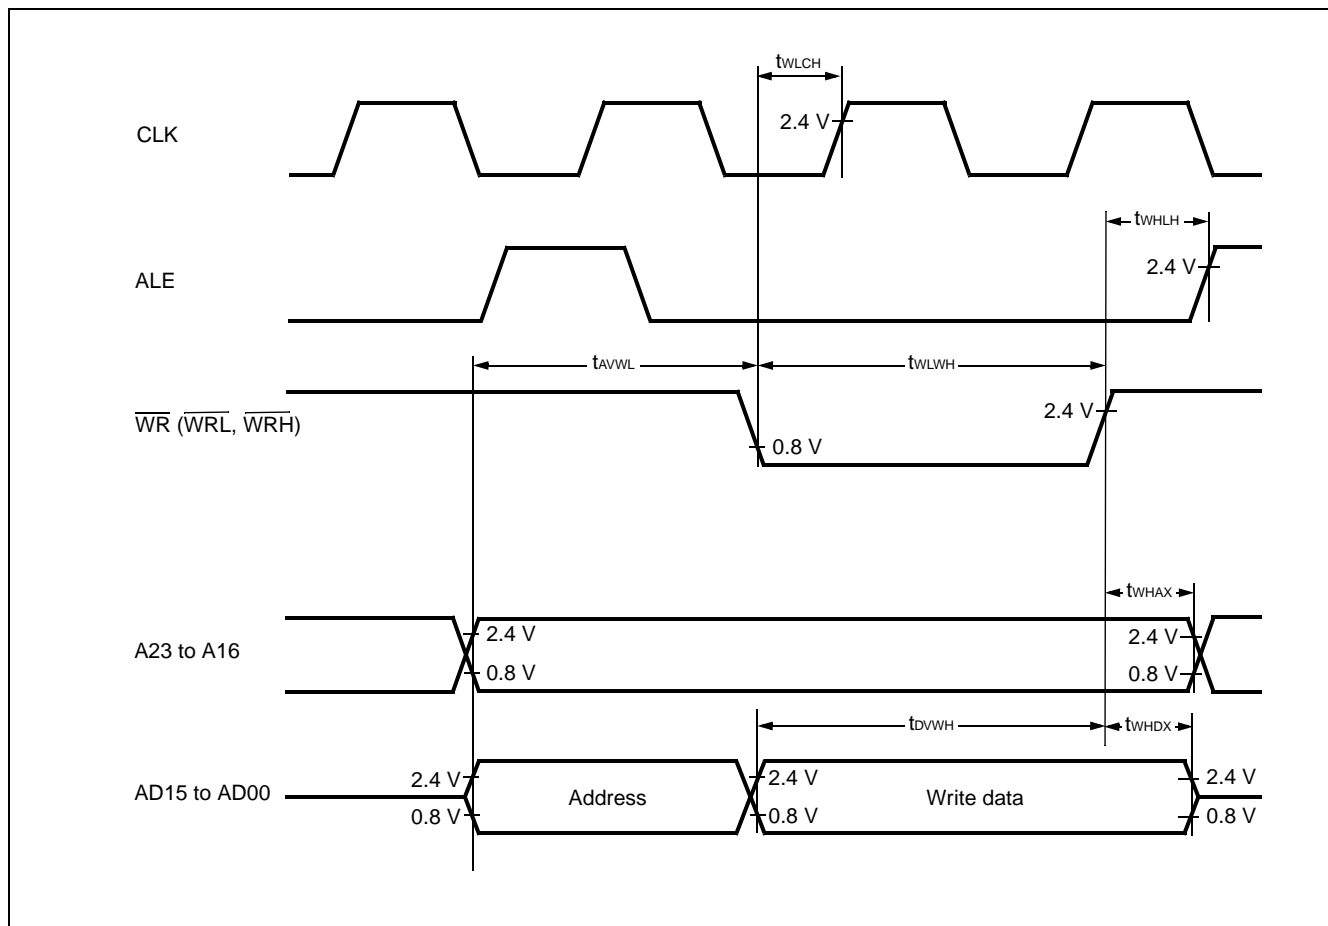 tWLCH
CLK
2.4 V
tWHLH
ALE
2.4 V
tAVWL
tWLWH
WR (WRL, WRH)
2.4 V
0.8 V
tWHAX
A23 to A16
2.4 V
2.4 V
0.8 V
0.8 V
tDVWH
tWHDX
AD15 to AD00
2.4 V
2.4 V
2.4 V
Address
Write data
0.8 V
0.8 V
0.8 V